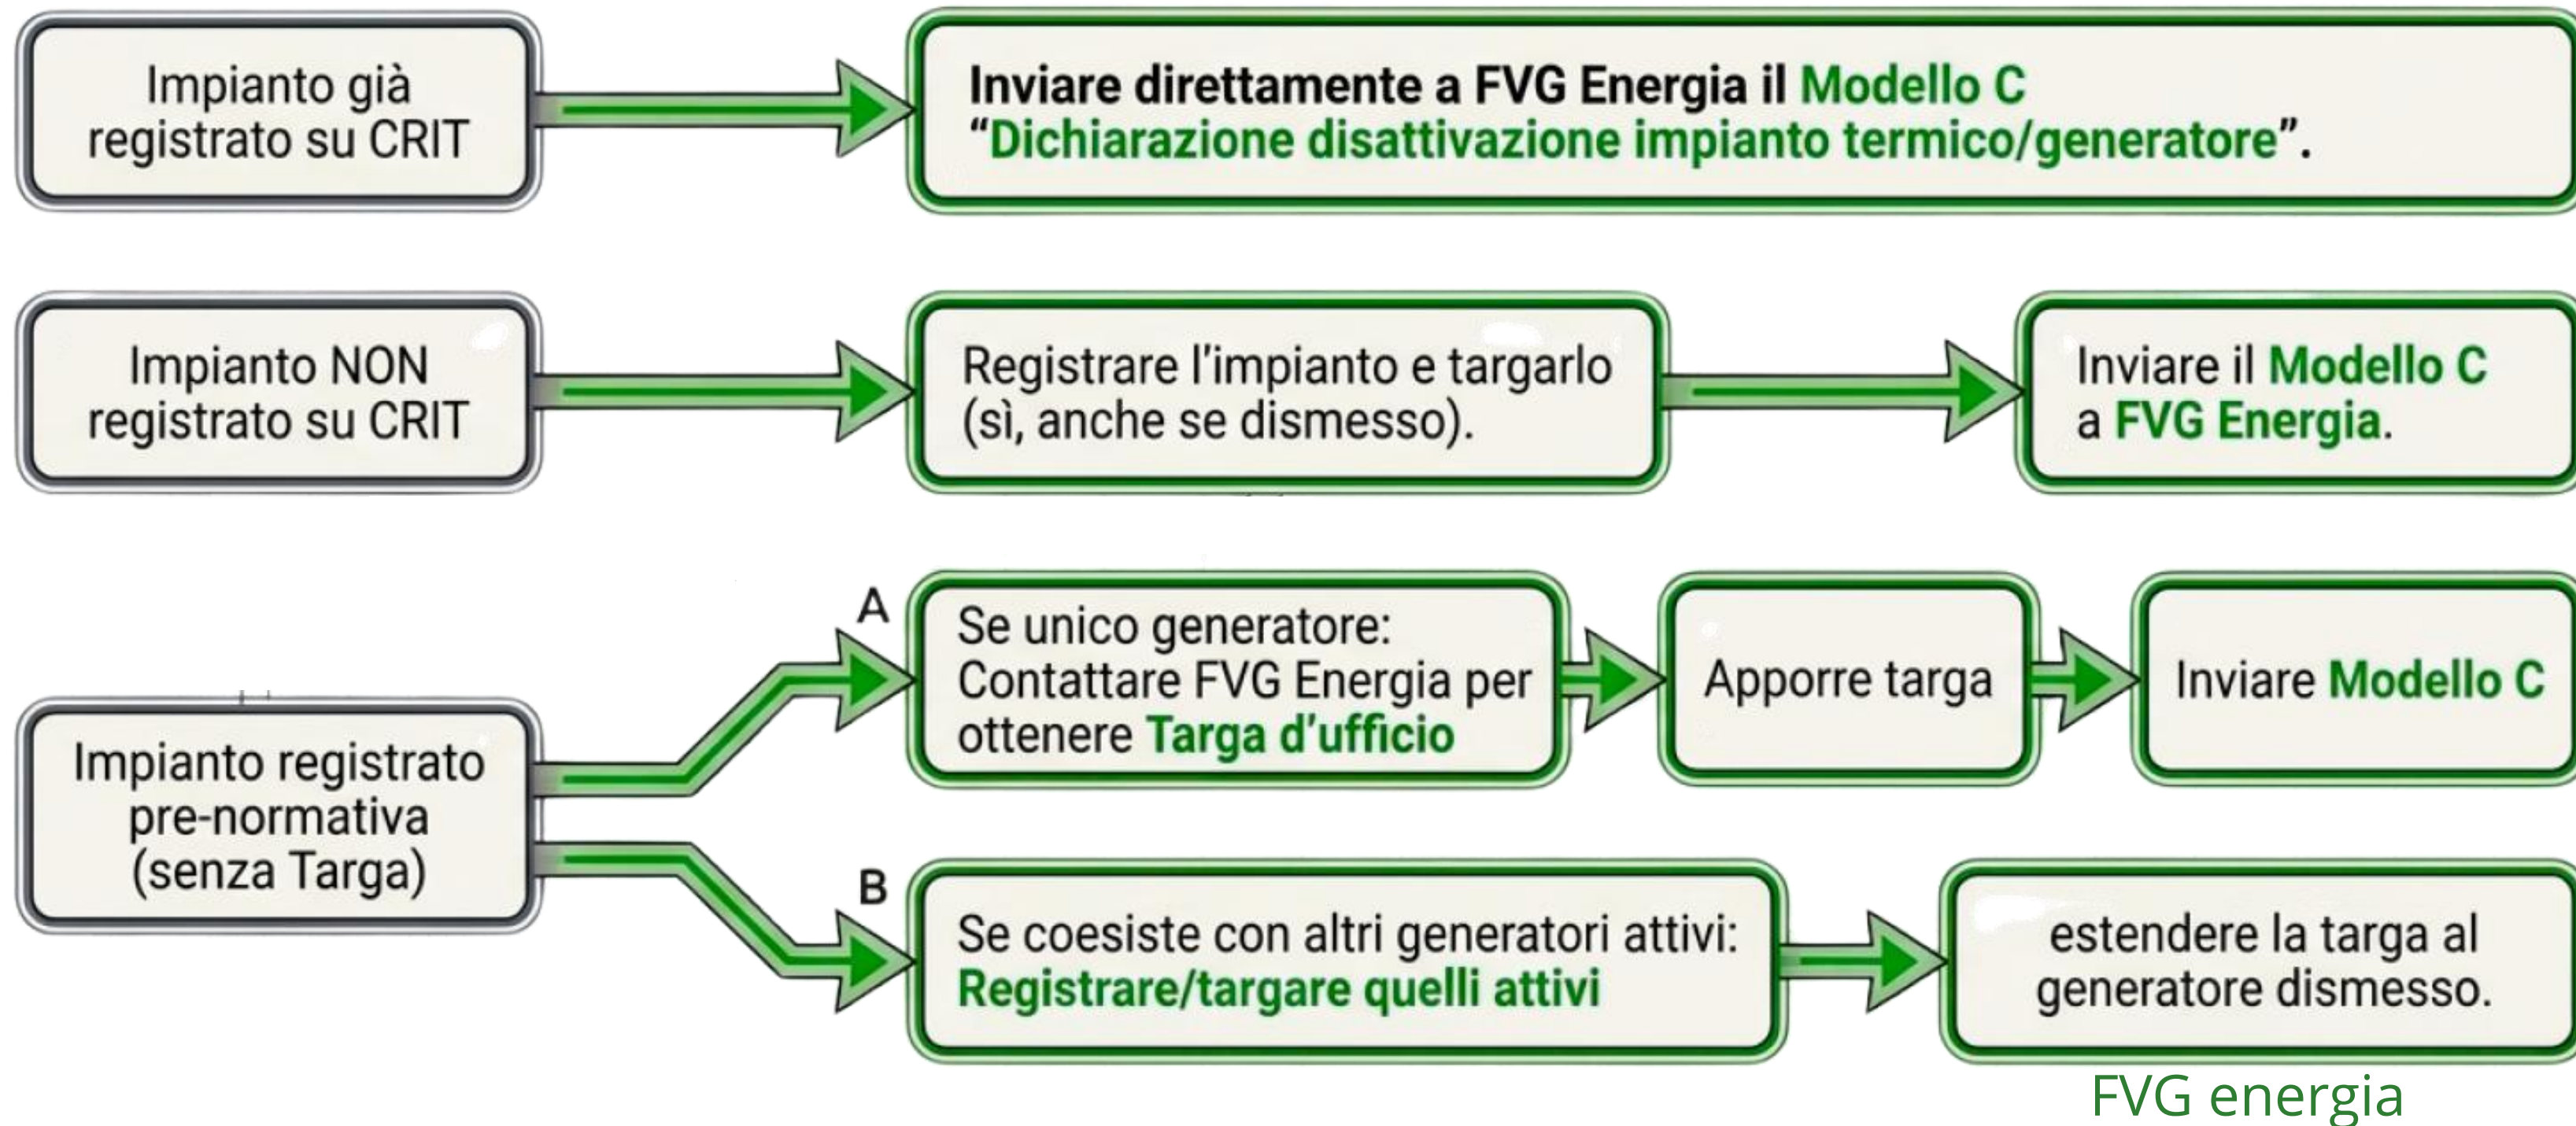 Impianto già
registrato su CRIT
Inviare direttamente a FVG Energia il Modello C
“Dichiarazione disattivazione impianto termico/generatore”.
Impianto NON
registrato su CRIT
Registrare l'impianto e targarlo
(sì, anche se dismesso).
Inviare il Modello C
a FVG Energia.
Impianto registrato
pre-normativa
(senza Targa)
A
Se unico generatore:
Contattare FVG Energia per
ottenere Targa d’ufficio
Apporre targa
Inviare Modello C
B
Se coesiste con altri generatori attivi:
Registrare/targare quelli attivi
estendere la targa al
generatore dismesso.
FVG energia